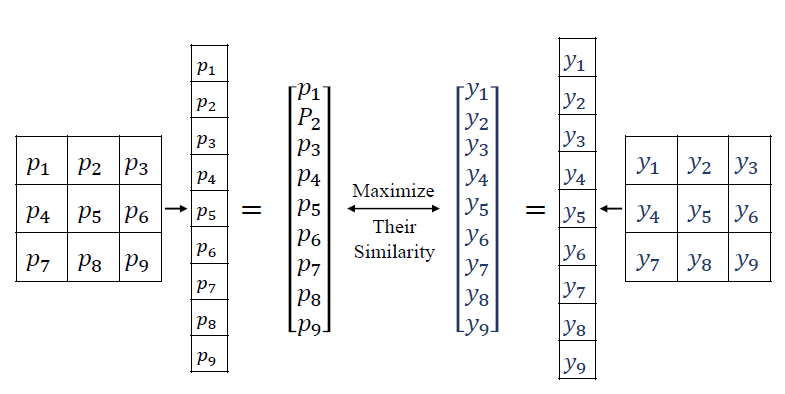 p₁ p₂ p₃
p₄ p₅ p₆
p₇ p₈ p₉
p₁
p₂
p₃
p₄
p₅
p₆
p₇
p₈
p₉
=
p₁
P₂
p₃
p₄
p₅
p₆
p₇
p₈
p₉
Maximize
Their
Similarity
y₁
y₂
y₃
y₄
y₅
y₆
y₇
y₈
y₉
=
y₁
y₂
y₃
y₄
y₅
y₆
y₇
y₈
y₉
y₁ y₂ y₃
y₄ y₅ y₆
y₇ y₈ y₉